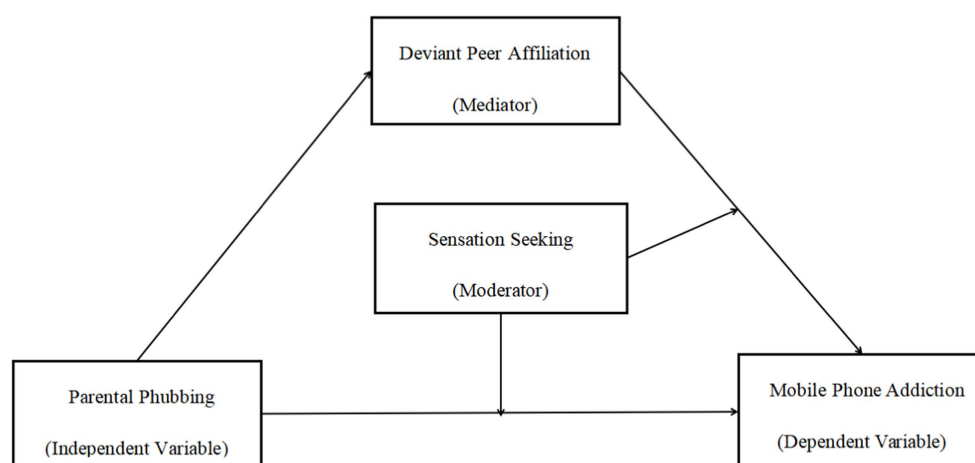 Deviant Peer Affiliation
(Mediator)
Sensation Seeking
(Moderator)
Parental Phubbing
(Independent Variable)
Mobile Phone Addiction
(Dependent Variable)